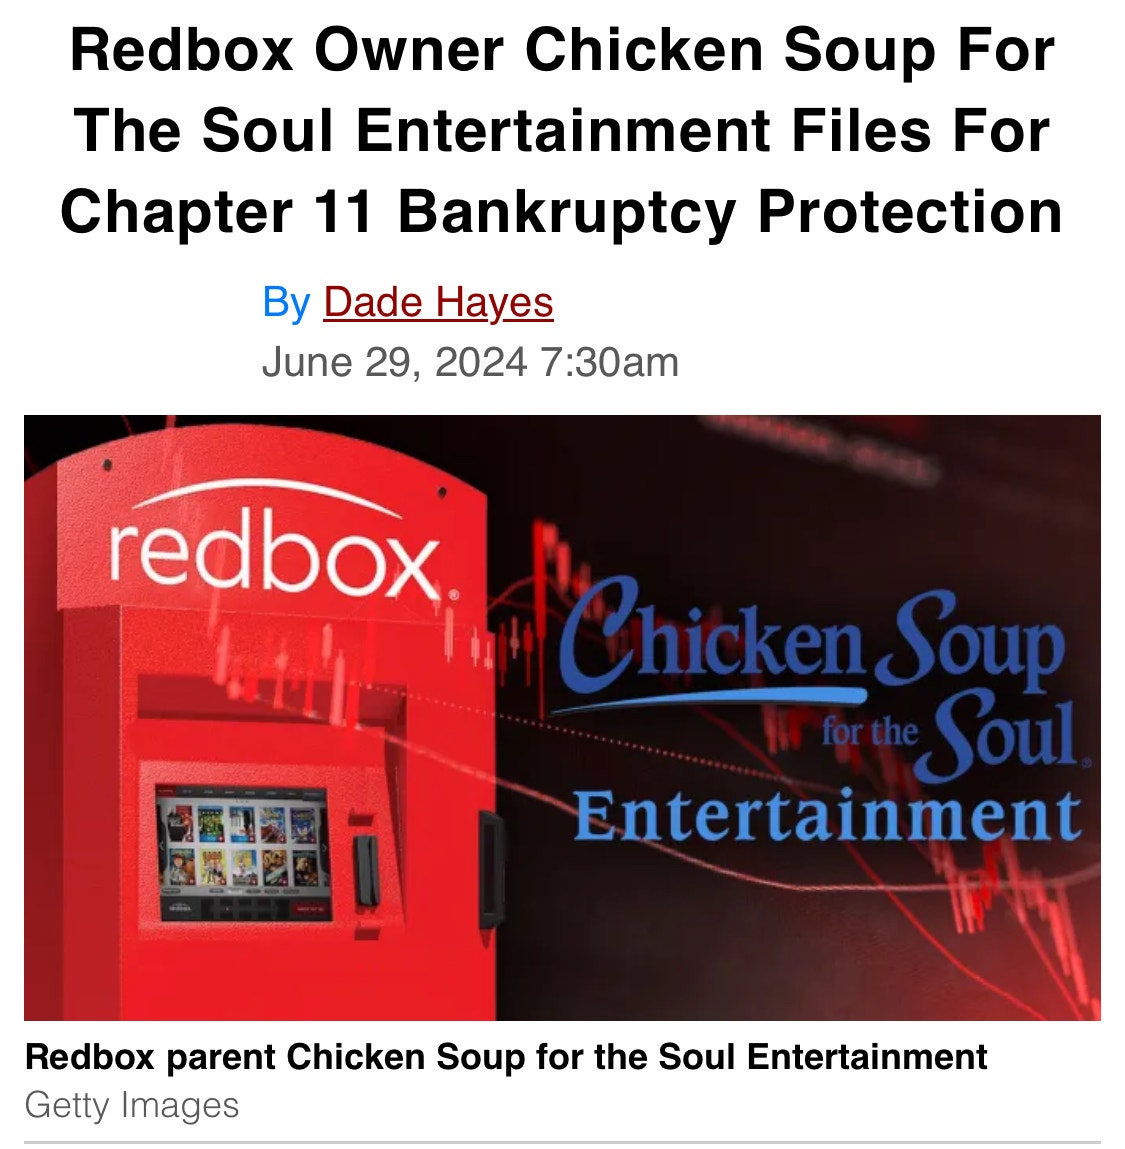 Redbox Owner Chicken Soup For
The Soul Entertainment Files For
Chapter 11 Bankruptcy Protection
By Dade Hayes
June 29, 2024 7:30am
redbox®
Chicken Soup
for the Soul®
Entertainment
Redbox parent Chicken Soup for the Soul Entertainment
Getty Images